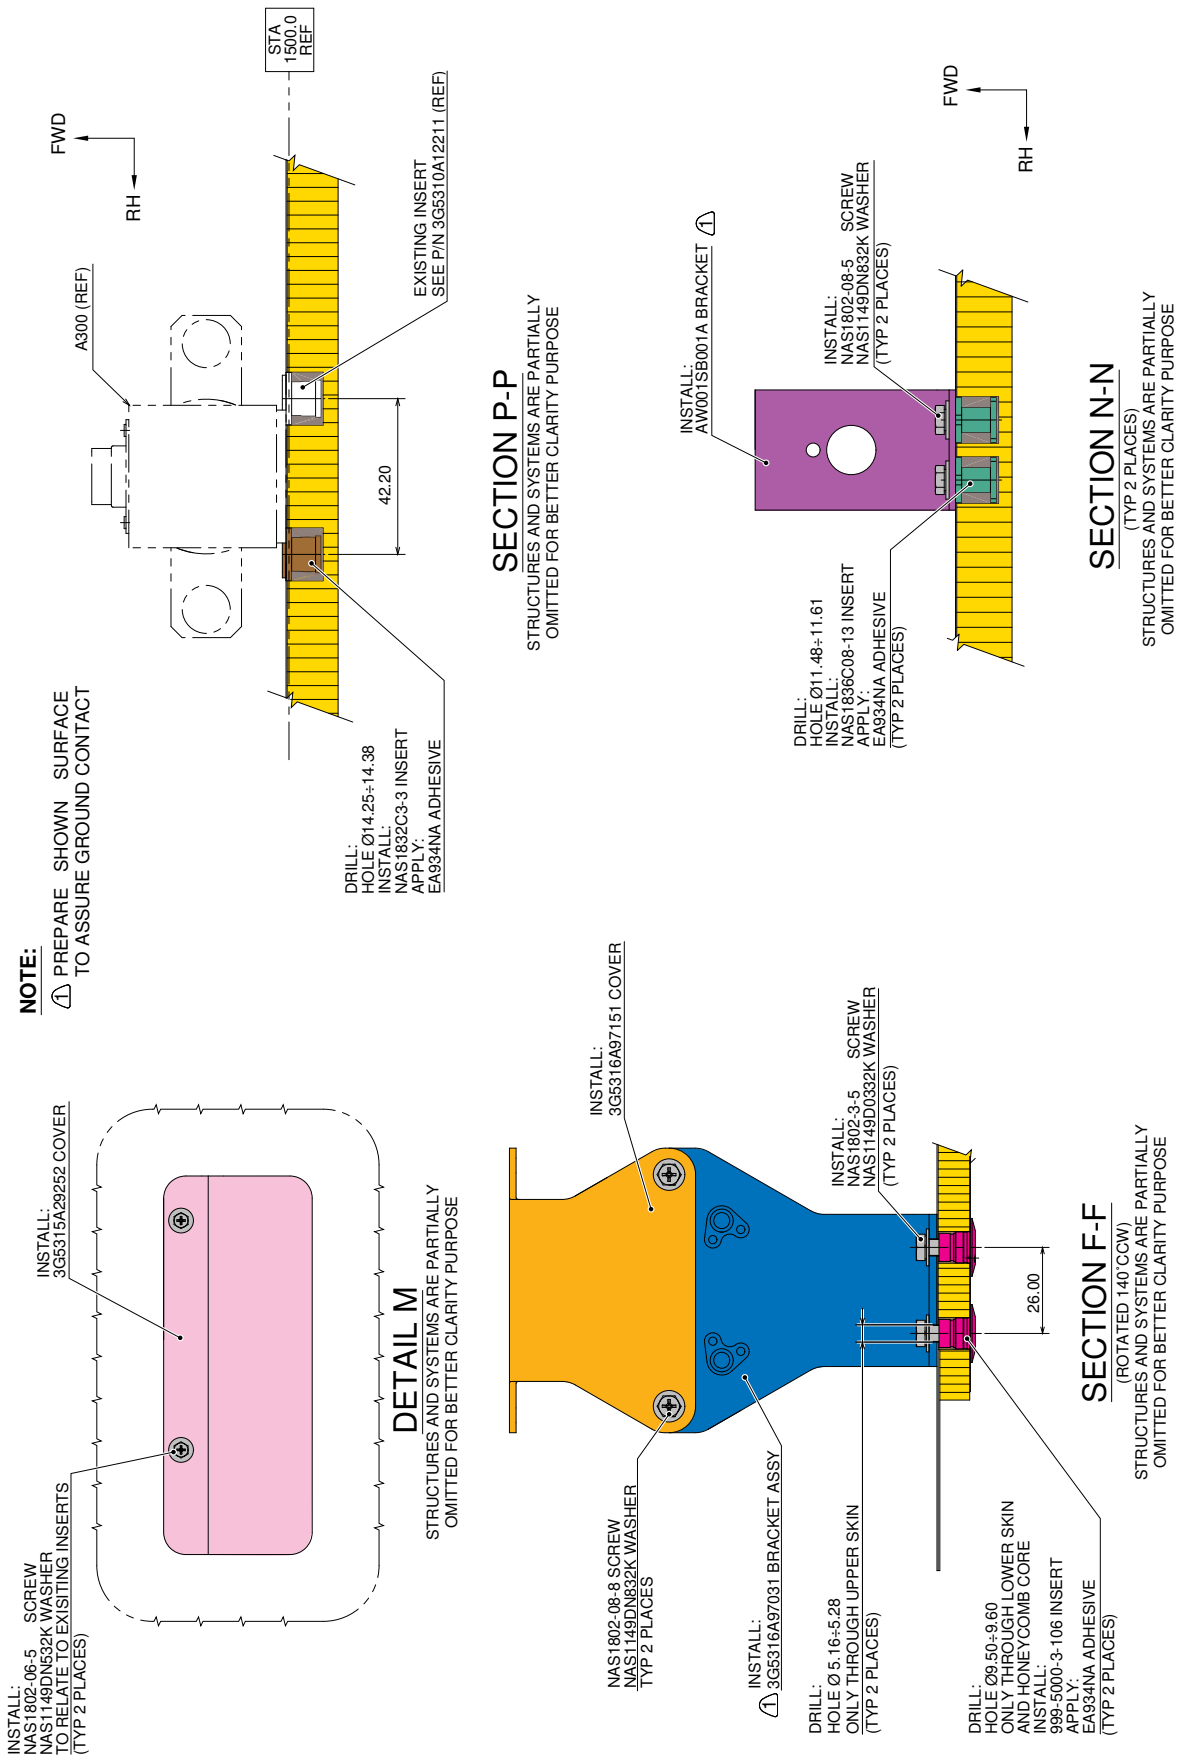 INSTALL:
NAS1802-06-5 SCREW
NAS1149DN532K WASHER
TO RELATE TO EXISITING INSERTS
(TYP 2 PLACES)
INSTALL:
3G5315A29252 COVER
DETAIL M
STRUCTURES AND SYSTEMS ARE PARTIALLY
OMITTED FOR BETTER CLARITY PURPOSE
NOTE:
1 PREPARE SHOWN SURFACE
TO ASSURE GROUND CONTACT
FWD
RH
STA
1500.0
REF
A300 (REF)
EXISTING INSERT
SEE P/N 3G5310A12211 (REF)
42.20
DRILL:
HOLE Ø14.25÷14.38
INSTALL:
NAS1832C3-3 INSERT
APPLY:
EA934NA ADHESIVE
SECTION P-P
STRUCTURES AND SYSTEMS ARE PARTIALLY
OMITTED FOR BETTER CLARITY PURPOSE
NAS1802-08-8 SCREW
NAS1149DN832K WASHER
TYP 2 PLACES
INSTALL:
1 3G5316A97031 BRACKET ASSY
DRILL:
HOLE Ø 5.16÷5.28
ONLY THROUGH UPPER SKIN
(TYP 2 PLACES)
DRILL:
HOLE Ø9.50÷9.60
ONLY THROUGH LOWER SKIN
AND HONEYCOMB CORE
INSTALL:
999-5000-3-106 INSERT
APPLY:
EA934NA ADHESIVE
(TYP 2 PLACES)
INSTALL:
3G5316A97151 COVER
INSTALL:
NAS1802-3-5 SCREW
NAS1149D0332K WASHER
(TYP 2 PLACES)
26.00
SECTION F-F
(ROTATED 140°CCW)
STRUCTURES AND SYSTEMS ARE PARTIALLY
OMITTED FOR BETTER CLARITY PURPOSE
INSTALL:
AW001SB001A BRACKET 1
INSTALL:
NAS1802-08-5 SCREW
NAS1149DN832K WASHER
(TYP 2 PLACES)
FWD
RH
DRILL:
HOLE Ø11.48÷11.61
INSTALL:
NAS1836C08-13 INSERT
APPLY:
EA934NA ADHESIVE
(TYP 2 PLACES)
SECTION N-N
(TYP 2 PLACES)
STRUCTURES AND SYSTEMS ARE PARTIALLY
OMITTED FOR BETTER CLARITY PURPOSE